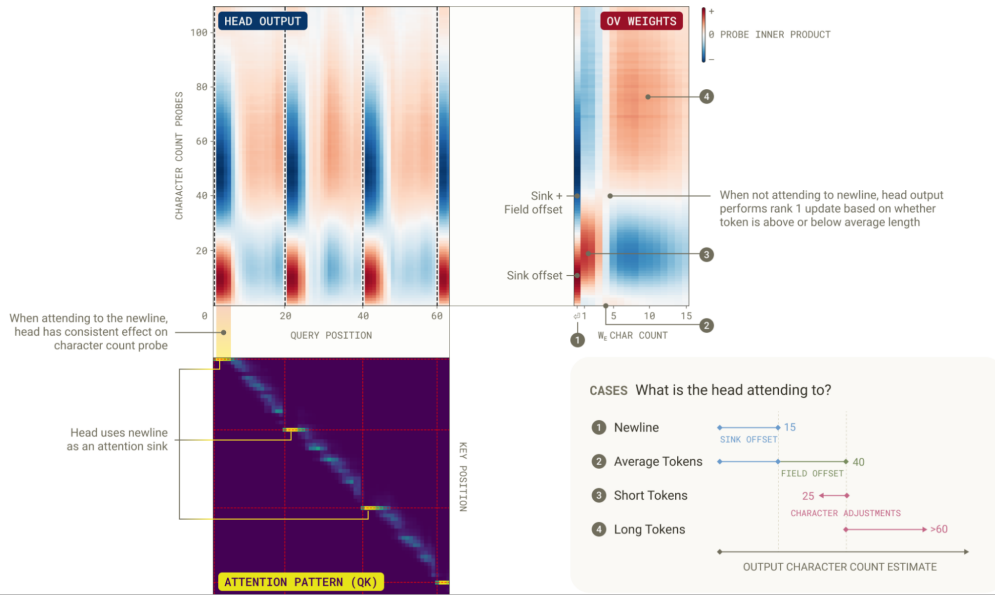 HEAD OUTPUT
OV WEIGHTS
+
0 PROBE INNER PRODUCT
−
CHARACTER COUNT PROBES
100
80
60
40
20
0
20
40
60
QUERY POSITION
4
Sink +
Field offset
Sink offset
When not attending to newline, head output
performs rank 1 update based on whether
token is above or below average length
3
⏎1
5
10
15
2
1
W_E CHAR COUNT
When attending to the newline,
head has consistent effect on
character count probe
Head uses newline
as an attention sink
KEY POSITION
ATTENTION PATTERN (QK)
CASES What is the head attending to?
1 Newline
15
SINK OFFSET
2 Average Tokens
40
FIELD OFFSET
3 Short Tokens
25
CHARACTER ADJUSTMENTS
4 Long Tokens
>60
OUTPUT CHARACTER COUNT ESTIMATE